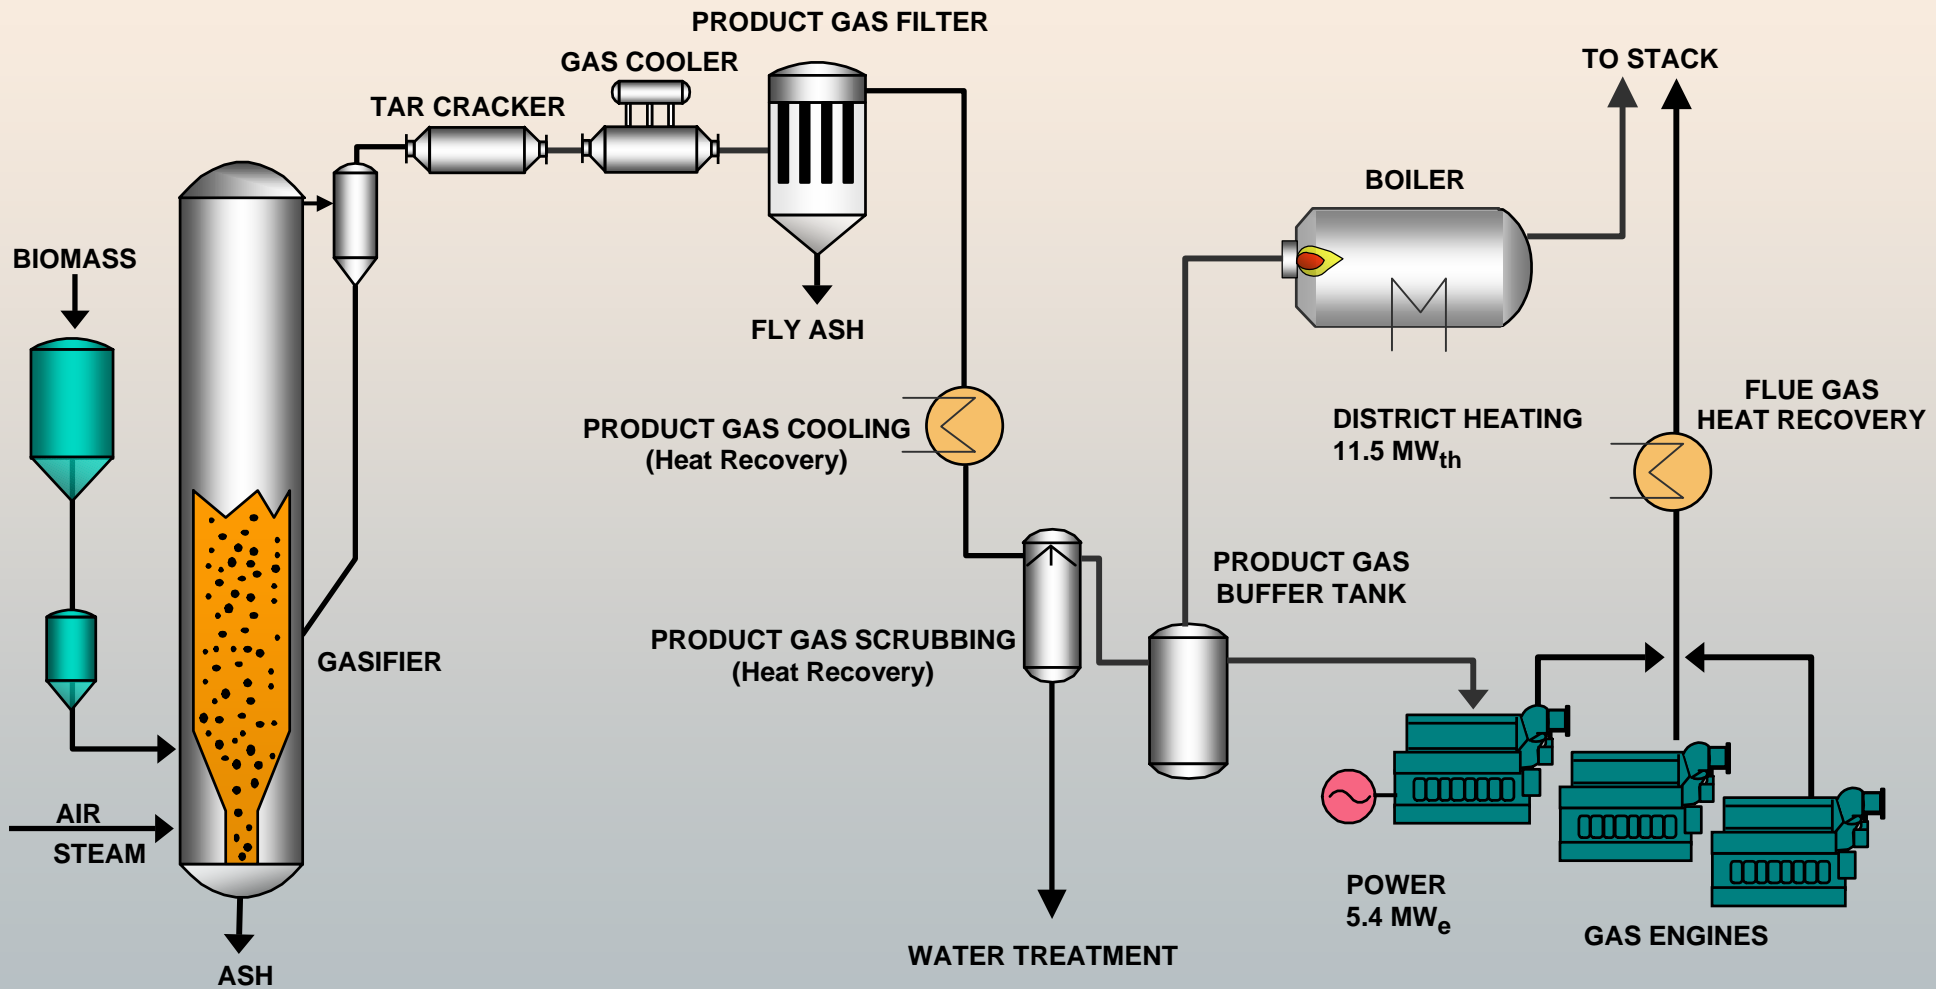 PRODUCT GAS FILTER
GAS COOLER
TO STACK
TAR CRACKER
BOILER
BIOMASS
FLY ASH
PRODUCT GAS COOLING
(Heat Recovery)
DISTRICT HEATING
11.5 MWth
FLUE GAS
HEAT RECOVERY
PRODUCT GAS
BUFFER TANK
PRODUCT GAS SCRUBBING
(Heat Recovery)
GASIFIER
AIR
STEAM
POWER
5.4 MWe
GAS ENGINES
WATER TREATMENT
ASH